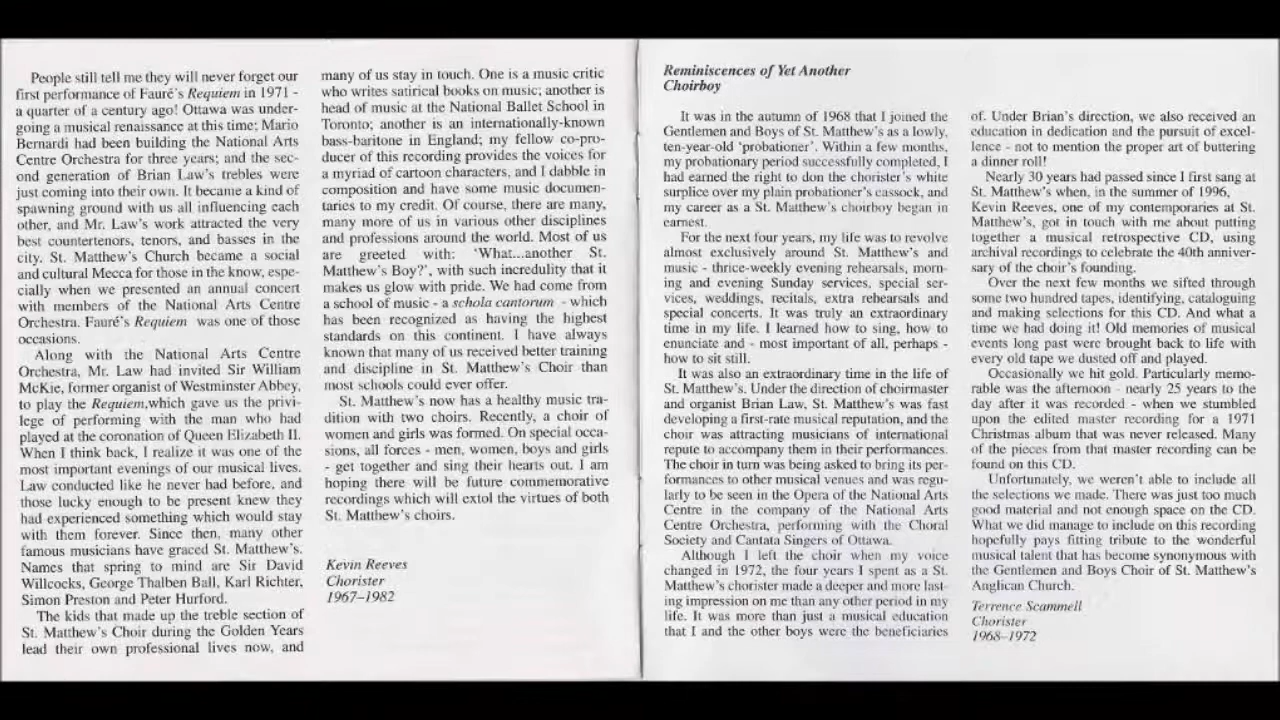 People still tell me they will never forget our
first performance of Fauré's Requiem in 1971 -
a quarter of a century ago! Ottawa was under-
going a musical renaissance at this time; Mario
Bernardi had been building the National Arts
Centre Orchestra for three years; and the sec-
ond generation of Brian Law's trebles were
just coming into their own. It became a kind of
spawning ground with us all influencing each
other, and Mr. Law's work attracted the very
best countertenors, tenors, and basses in the
city. St. Matthew's Church became a social
and cultural Mecca for those in the know, espe-
cially when we presented an annual concert
with members of the National Arts Centre
Orchestra. Fauré's Requiem was one of those
occasions.
Along with the National Arts Centre
Orchestra, Mr. Law had invited Sir William
McKie, former organist of Westminster Abbey,
to play the Requiem,which gave us the privi-
lege of performing with the man who had
played at the coronation of Queen Elizabeth II.
When I think back, I realize it was one of the
most important evenings of our musical lives.
Law conducted like he never had before, and
those lucky enough to be present knew they
had experienced something which would stay
with them forever. Since then, many other
famous musicians have graced St. Matthew's.
Names that spring to mind are Sir David
Willcocks, George Thalben Ball, Karl Richter,
Simon Preston and Peter Hurford.
The kids that made up the treble section of
St. Matthew's Choir during the Golden Years
lead their own professional lives now, and
many of us stay in touch. One is a music critic
who writes satirical books on music; another is
head of music at the National Ballet School in
Toronto; another is an internationally-known
bass-baritone in England; my fellow co-pro-
ducer of this recording provides the voices for
a myriad of cartoon characters, and I dabble in
composition and have some music documen-
taries to my credit. Of course, there are many,
many more of us in various other disciplines
and professions around the world. Most of us
are greeted with: 'What...another St.
Matthew's Boy?', with such incredulity that it
makes us glow with pride. We had come from
a school of music - a schola cantorum - which
has been recognized as having the highest
standards on this continent. I have always
known that many of us received better training
and discipline in St. Matthew's Choir than
most schools could ever offer.
St. Matthew's now has a healthy music tra-
dition with two choirs. Recently, a choir of
women and girls was formed. On special occa-
sions, all forces - men, women, boys and girls
- get together and sing their hearts out. I am
hoping there will be future commemorative
recordings which will extol the virtues of both
St. Matthew's choirs.
Kevin Reeves
Chorister
1967–1982
Reminiscences of Yet Another
Choirboy
It was in the autumn of 1968 that I joined the
Gentlemen and Boys of St. Matthew's as a lowly,
ten-year-old 'probationer'. Within a few months,
my probationary period successfully completed, I
had earned the right to don the chorister's white
surplice over my plain probationer's cassock, and
my career as a St. Matthew's choirboy began in
earnest.
For the next four years, my life was to revolve
almost exclusively around St. Matthew's and
music - thrice-weekly evening rehearsals, morn-
ing and evening Sunday services, special ser-
vices, weddings, recitals, extra rehearsals and
special concerts. It was truly an extraordinary
time in my life. I learned how to sing, how to
enunciate and - most important of all, perhaps -
how to sit still.
It was also an extraordinary time in the life of
St. Matthew's. Under the direction of choirmaster
and organist Brian Law, St. Matthew's was fast
developing a first-rate musical reputation, and the
choir was attracting musicians of international
repute to accompany them in their performances.
The choir in turn was being asked to bring its per-
formances to other musical venues and was regu-
larly to be seen in the Opera of the National Arts
Centre in the company of the National Arts
Centre Orchestra, performing with the Choral
Society and Cantata Singers of Ottawa.
Although I left the choir when my voice
changed in 1972, the four years I spent as a St.
Matthew's chorister made a deeper and more last-
ing impression on me than any other period in my
life. It was more than just a musical education
that I and the other boys were the beneficiaries
of. Under Brian's direction, we also received an
education in dedication and the pursuit of excel-
lence - not to mention the proper art of buttering
a dinner roll!
Nearly 30 years had passed since I first sang at
St. Matthew's when, in the summer of 1996,
Kevin Reeves, one of my contemporaries at St.
Matthew's, got in touch with me about putting
together a musical retrospective CD, using
archival recordings to celebrate the 40th anniver-
sary of the choir's founding.
Over the next few months we sifted through
some two hundred tapes, identifying, cataloguing
and making selections for this CD. And what a
time we had doing it! Old memories of musical
events long past were brought back to life with
every old tape we dusted off and played.
Occasionally we hit gold. Particularly memo-
rable was the afternoon - nearly 25 years to the
day after it was recorded - when we stumbled
upon the edited master recording for a 1971
Christmas album that was never released. Many
of the pieces from that master recording can be
found on this CD.
Unfortunately, we weren't able to include all
the selections we made. There was just too much
good material and not enough space on the CD.
What we did manage to include on this recording
hopefully pays fitting tribute to the wonderful
musical talent that has become synonymous with
the Gentlemen and Boys Choir of St. Matthew's
Anglican Church.
Terrence Scammell
Chorister
1968–1972